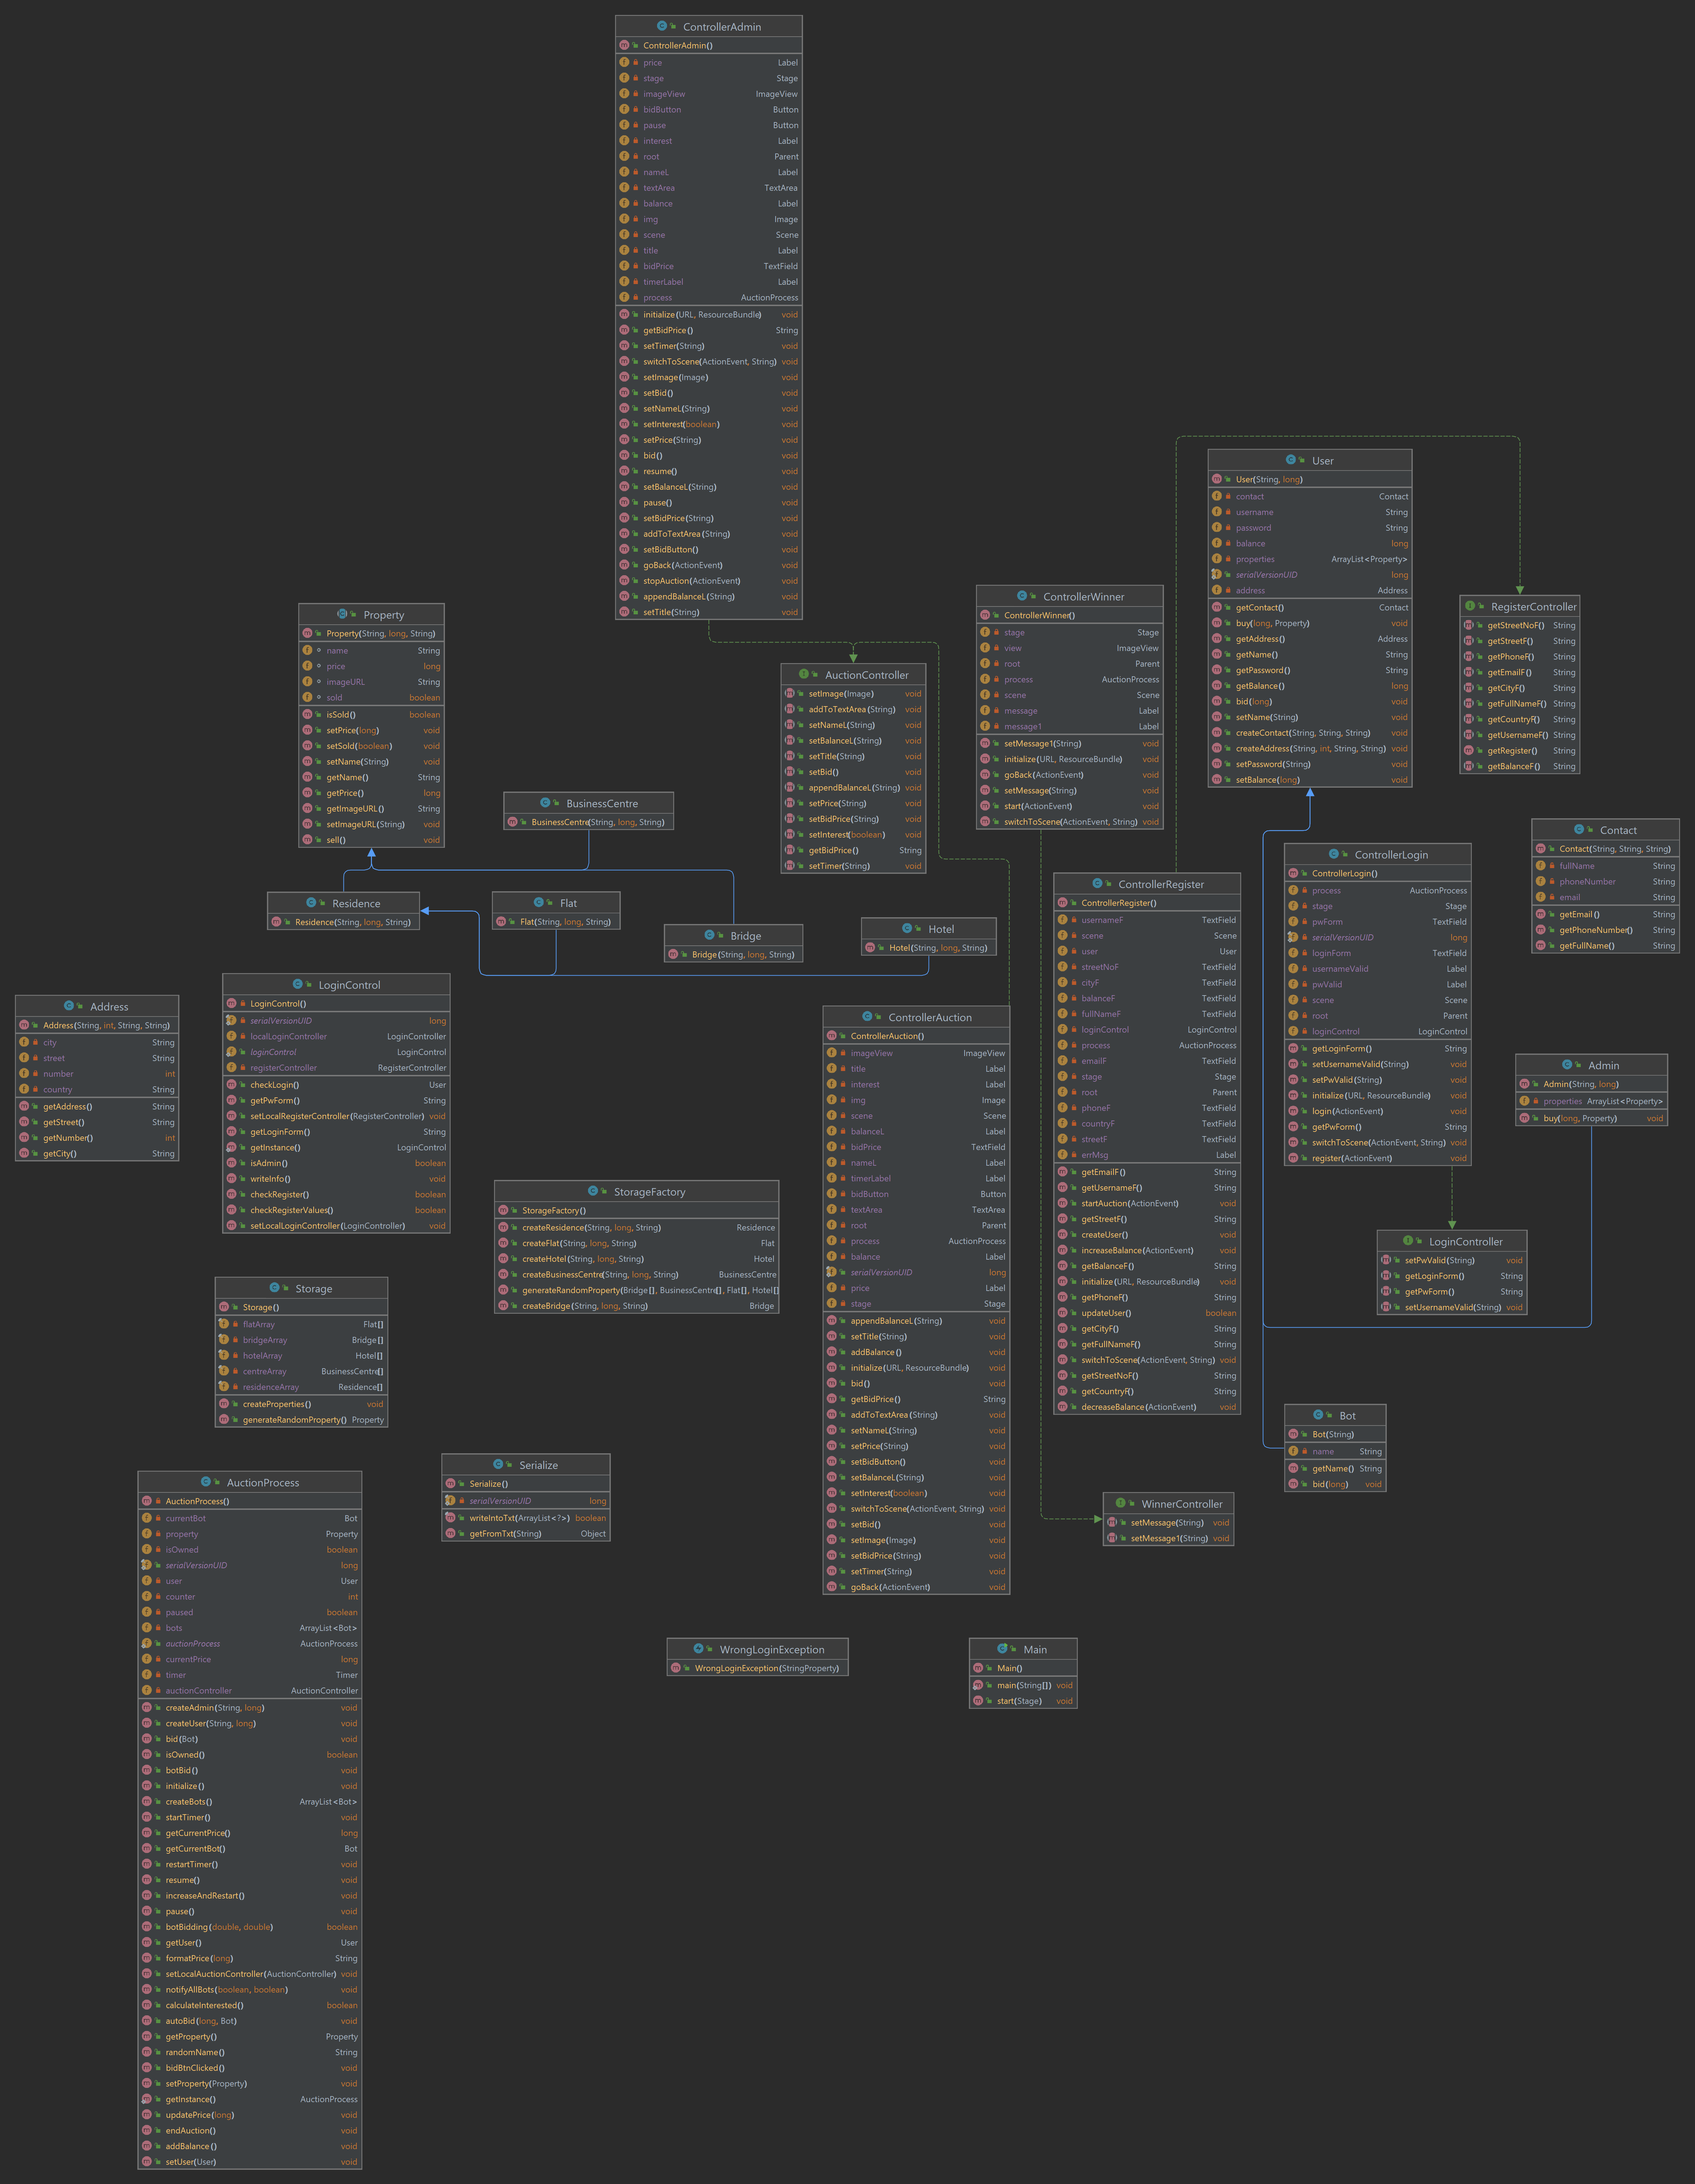 ControllerAdmin
ControllerAdmin()
price Label
stage Stage
imageView ImageView
bidButton Button
pause Button
interest Label
root Parent
nameL Label
textArea TextArea
balance Label
img Image
scene Scene
title Label
bidPrice TextField
timerLabel Label
process AuctionProcess
initialize(URL, ResourceBundle) void
getBidPrice() String
setTimer(String) void
switchToScene(ActionEvent, String) void
setImage(Image) void
setBid() void
setNameL(String) void
setInterest(boolean) void
setPrice(String) void
bid() void
resume() void
setBalanceL(String) void
pause() void
setBidPrice(String) void
addToTextArea(String) void
setBidButton() void
goBack(ActionEvent) void
stopAuction(ActionEvent) void
appendBalanceL(String) void
setTitle(String) void
User
User(String, long)
contact Contact
username String
password String
balance long
properties ArrayList<Property>
serialVersionUID long
address Address
getContact() Contact
buy(long, Property) void
getAddress() Address
getName() String
getPassword() String
getBalance() long
bid(long) void
setName(String) void
createContact(String, String, String) void
createAddress(String, int, String, String) void
setPassword(String) void
setBalance(long) void
RegisterController
getStreetNoF() String
getStreetF() String
getPhoneF() String
getEmailF() String
getCityF() String
getFullNameF() String
getCountryF() String
getUsernameF() String
getRegister() String
getBalanceF() String
Property
Property(String, long, String)
name String
price long
imageURL String
sold boolean
isSold() boolean
setPrice(long) void
setSold(boolean) void
setName(String) void
getName() String
getPrice() long
getImageURL() String
setImageURL(String) void
sell() void
ControllerWinner
ControllerWinner()
stage Stage
view ImageView
root Parent
process AuctionProcess
scene Scene
message Label
message1 Label
setMessage1(String) void
initialize(URL, ResourceBundle) void
goBack(ActionEvent) void
setMessage(String) void
start(ActionEvent) void
switchToScene(ActionEvent, String) void
AuctionController
setImage(Image) void
addToTextArea(String) void
setNameL(String) void
setBalanceL(String) void
setTitle(String) void
setBid() void
appendBalanceL(String) void
setPrice(String) void
setBidPrice(String) void
setInterest(boolean) void
getBidPrice() String
setTimer(String) void
BusinessCentre
BusinessCentre(String, long, String)
Contact
Contact(String, String, String)
fullName String
phoneNumber String
email String
getEmail() String
getPhoneNumber() String
getFullName() String
ControllerLogin
ControllerLogin()
process AuctionProcess
stage Stage
pwForm TextField
serialVersionUID long
loginForm TextField
usernameValid Label
pwValid Label
scene Scene
root Parent
loginControl LoginControl
getLoginForm() String
setUsernameValid(String) void
setPwValid(String) void
initialize(URL, ResourceBundle) void
login(ActionEvent) void
getPwForm() String
switchToScene(ActionEvent, String) void
register(ActionEvent) void
ControllerRegister
ControllerRegister()
usernameF TextField
scene Scene
user User
streetNoF TextField
cityF TextField
balanceF TextField
fullNameF TextField
loginControl LoginControl
process AuctionProcess
emailF TextField
stage Stage
root Parent
phoneF TextField
countryF TextField
streetF TextField
errMsg Label
getEmailF() String
getUsernameF() String
startAuction(ActionEvent) void
getStreetF() String
createUser() void
increaseBalance(ActionEvent) void
getBalanceF() String
initialize(URL, ResourceBundle) void
getPhoneF() String
updateUser() boolean
getCityF() String
getFullNameF() String
switchToScene(ActionEvent, String) void
getStreetNoF() String
getCountryF() String
decreaseBalance(ActionEvent) void
Residence
Residence(String, long, String)
Flat
Flat(String, long, String)
Bridge
Bridge(String, long, String)
Hotel
Hotel(String, long, String)
LoginControl
LoginControl()
serialVersionUID long
localLoginController LoginController
loginControl LoginControl
registerController RegisterController
checkLogin() User
getPwForm() String
setLocalRegisterController(RegisterController) void
getLoginForm() String
getInstance() LoginControl
isAdmin() boolean
writeInfo() void
checkRegister() boolean
checkRegisterValues() boolean
setLocalLoginController(LoginController) void
Address
Address(String, int, String, String)
city String
street String
number int
country String
getAddress() String
getStreet() String
getNumber() int
getCity() String
ControllerAuction
ControllerAuction()
imageView ImageView
title Label
interest Label
img Image
scene Scene
balanceL Label
bidPrice TextField
nameL Label
timerLabel Label
bidButton Button
textArea TextArea
root Parent
process AuctionProcess
balance Label
serialVersionUID long
price Label
stage Stage
appendBalanceL(String) void
setTitle(String) void
addBalance() void
initialize(URL, ResourceBundle) void
bid() void
getBidPrice() String
addToTextArea(String) void
setNameL(String) void
setPrice(String) void
setBidButton() void
setBalanceL(String) void
setInterest(boolean) void
switchToScene(ActionEvent, String) void
setBid() void
setImage(Image) void
setBidPrice(String) void
setTimer(String) void
goBack(ActionEvent) void
Admin
Admin(String, long)
properties ArrayList<Property>
buy(long, Property) void
StorageFactory
StorageFactory()
createResidence(String, long, String) Residence
createFlat(String, long, String) Flat
createHotel(String, long, String) Hotel
createBusinessCentre(String, long, String) BusinessCentre
generateRandomProperty(Bridge[], BusinessCentre[], Flat[], Hotel[]
createBridge(String, long, String) Bridge
LoginController
setPwValid(String) void
getLoginForm() String
getPwForm() String
setUsernameValid(String) void
Storage
Storage()
flatArray Flat[]
bridgeArray Bridge[]
hotelArray Hotel[]
centreArray BusinessCentre[]
residenceArray Residence[]
createProperties() void
generateRandomProperty() Property
Bot
Bot(String)
name String
getName() String
bid(long) void
Serialize
Serialize()
serialVersionUID long
writeIntoTxt(ArrayList<?>) boolean
getFromTxt(String) Object
WinnerController
setMessage(String) void
setMessage1(String) void
AuctionProcess
AuctionProcess()
currentBot Bot
property Property
isOwned boolean
serialVersionUID long
user User
counter int
paused boolean
bots ArrayList<Bot>
auctionProcess AuctionProcess
currentPrice long
timer Timer
auctionController AuctionController
createAdmin(String, long) void
createUser(String, long) void
bid(Bot) void
isOwned() boolean
botBid() void
initialize() void
createBots() ArrayList<Bot>
startTimer() void
getCurrentPrice() long
getCurrentBot() Bot
restartTimer() void
resume() void
increaseAndRestart() void
pause() void
botBidding(double, double) boolean
getUser() User
formatPrice(long) String
setLocalAuctionController(AuctionController) void
notifyAllBots(boolean, boolean) void
calculateInterested() boolean
autoBid(long, Bot) void
getProperty() Property
randomName() String
bidBtnClicked() void
setProperty(Property) void
getInstance() AuctionProcess
updatePrice(long) void
endAuction() void
addBalance() void
setUser(User) void
WrongLoginException
WrongLoginException(StringProperty)
Main
Main()
main(String[]) void
start(Stage) void